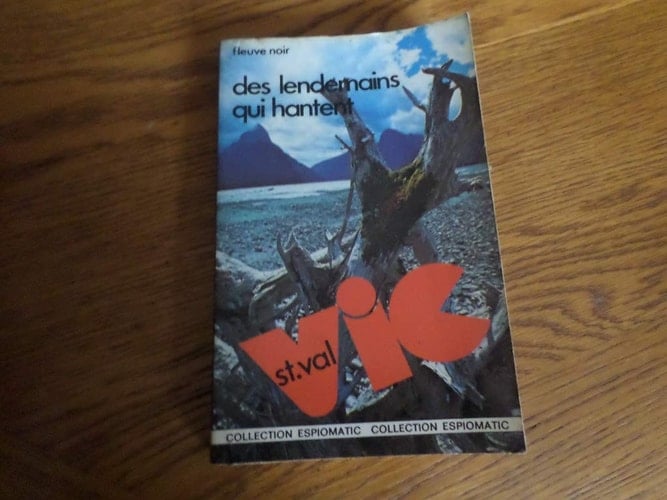 fleuve noir
des lendemains
qui hantent
vic
st.val
COLLECTION ESPIOMATIC COLLECTION ESPIOMATIC